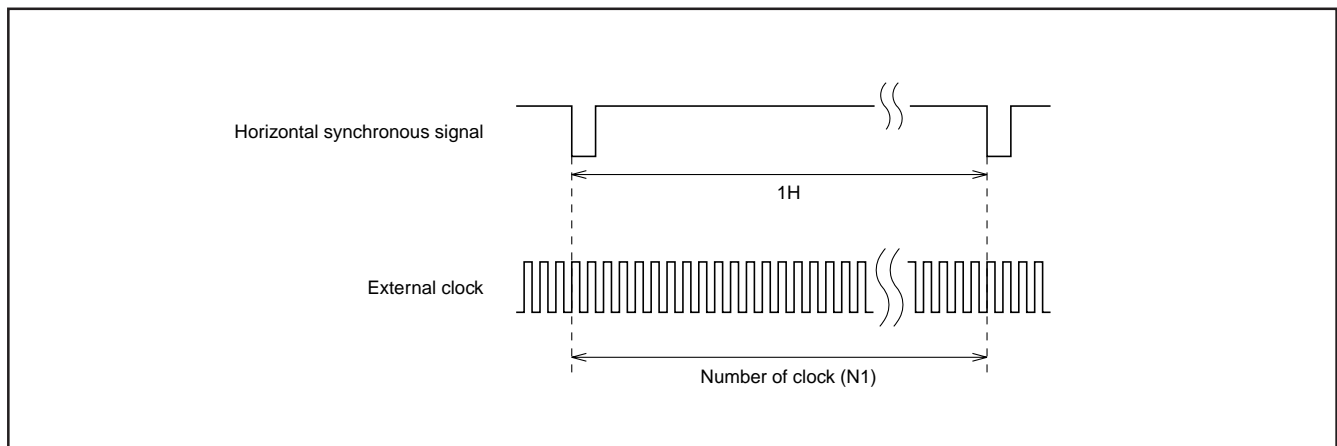 Horizontal synchronous signal
1H
External clock
Number of clock (N1)